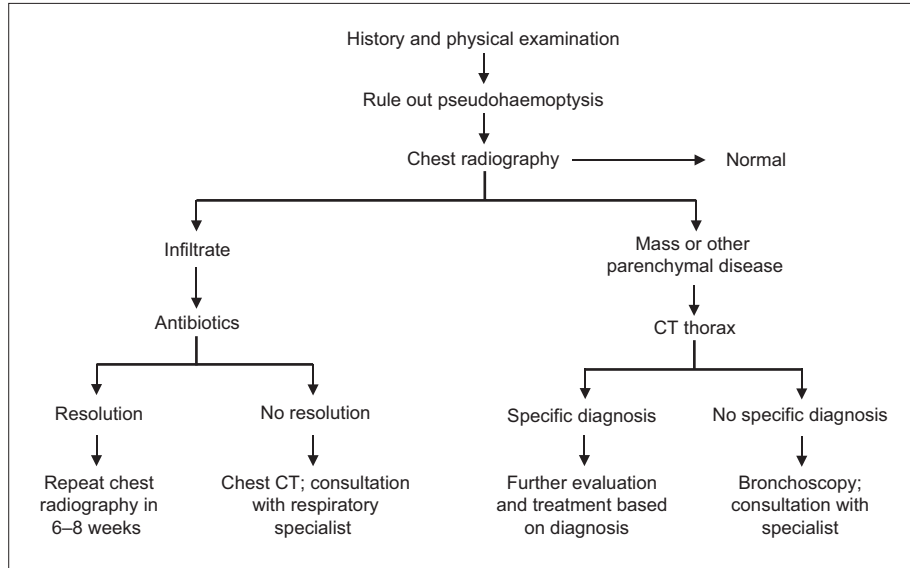 History and physical examination
Rule out pseudohaemoptysis
Chest radiography
Normal
Infiltrate
Mass or other
parenchymal disease
Antibiotics
CT thorax
Resolution
No resolution
Specific diagnosis
No specific diagnosis
Repeat chest
radiography in
6–8 weeks
Chest CT; consultation
with respiratory
specialist
Further evaluation
and treatment based
on diagnosis
Bronchoscopy;
consultation with
specialist